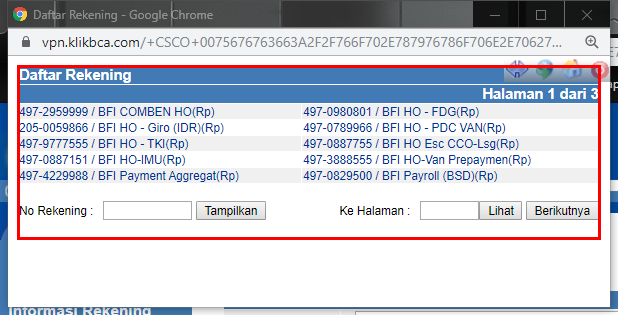 Daftar Rekening - Google Chrome
vpn.klikbca.com/+CSCO+0075676763663A2F2F766F702E787976786F706E2E70627...
Daftar Rekening
Halaman 1 dari 3
497-2959999 / BFI COMBEN HO(Rp) 497-0980801 / BFI HO - FDG(Rp)
205-0059866 / BFI HO - Giro (IDR)(Rp) 497-0789966 / BFI HO - PDC VAN(Rp)
497-9777555 / BFI HO - TKI(Rp) 497-0887755 / BFI HO Esc CCO-Lsg(Rp)
497-0887151 / BFI HO-IMU(Rp) 497-3888555 / BFI HO-Van Prepaymen(Rp)
497-4229988 / BFI Payment Aggregat(Rp) 497-0829500 / BFI Payroll (BSD)(Rp)
No Rekening : Tampilkan Ke Halaman : Lihat Berikutnya
Informasi Rekening